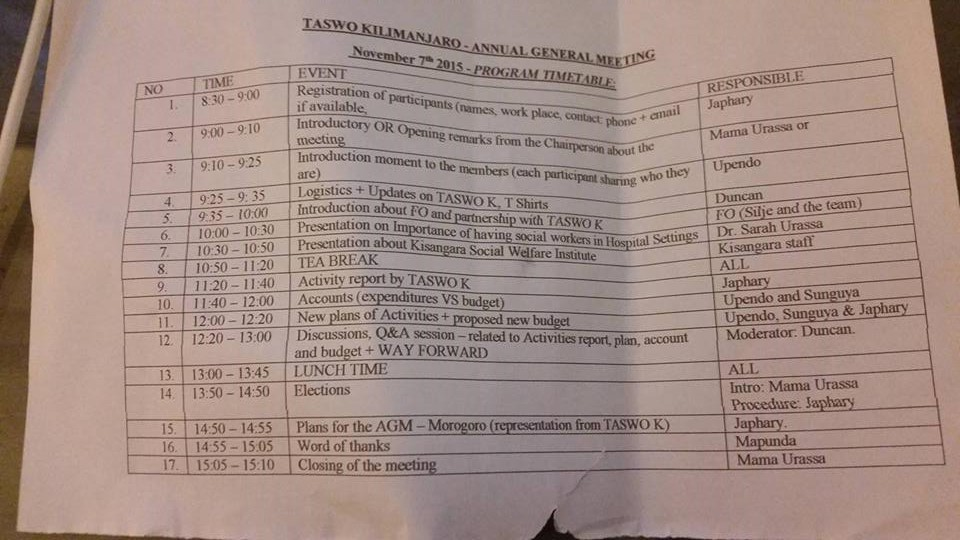 TASWO KILIMANJARO - ANNUAL GENERAL MEETING
November 7th 2015 - PROGRAM TIMETABLE:
NO TIME EVENT RESPONSIBLE
1. 8:30 – 9:00 Registration of participants (names, work place, contact: phone + email Japhary
if available,
2. 9:00 – 9:10 Introductory OR Opening remarks from the Chairperson about the Mama Urassa or
meeting
3. 9:10 – 9:25 Introduction moment to the members (each participant sharing who they Upendo
are)
4. 9:25 – 9: 35 Logistics + Updates on TASWO K, T Shirts Duncan
5. 9:35 – 10:00 Introduction about FO and partnership with TASWO K FO (Silje and the team)
6. 10:00 – 10:30 Presentation on Importance of having social workers in Hospital Settings Dr. Sarah Urassa
7. 10:30 – 10:50 Presentation about Kisangara Social Welfare Institute Kisangara staff
8. 10:50 – 11:20 TEA BREAK ALL
9. 11:20 – 11:40 Activity report by TASWO K Japhary
10. 11:40 – 12:00 Accounts (expenditures VS budget) Upendo and Sunguya
11. 12:00 – 12:20 New plans of Activities + proposed new budget Upendo, Sunguya & Japhary
12. 12:20 – 13:00 Discussions, Q&A session – related to Activities report, plan, account Moderator: Duncan.
and budget + WAY FORWARD
13. 13:00 – 13:45 LUNCH TIME ALL
14. 13:50 – 14:50 Elections Intro: Mama Urassa
Procedure: Japhary
15. 14:50 – 14:55 Plans for the AGM – Morogoro (representation from TASWO K) Japhary.
16. 14:55 – 15:05 Word of thanks Mapunda
17. 15:05 – 15:10 Closing of the meeting Mama Urassa